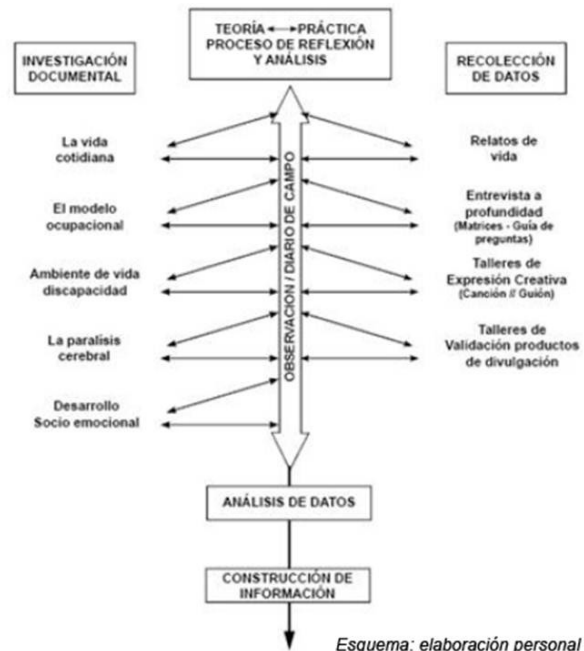 TEORÍA ◄─►PRÁCTICA
PROCESO DE REFLEXIÓN
Y ANÁLISIS
INVESTIGACIÓN
DOCUMENTAL
RECOLECCIÓN
DE DATOS
La vida
cotidiana
El modelo
ocupacional
Ambiente de vida
discapacidad
La paralisis
cerebral
Desarrollo
Socio emocional
OBSERVACION / DIARIO DE CAMPO
Relatos de
vida
Entrevista a
profundidad
(Matrices - Guía de
preguntas)
Talleres de
Expresión Creativa
(Canción // Guión)
Talleres de
Validación productos
de divulgación
ANÁLISIS DE DATOS
CONSTRUCCIÓN DE
INFORMACIÓN
Esquema: elaboración personal